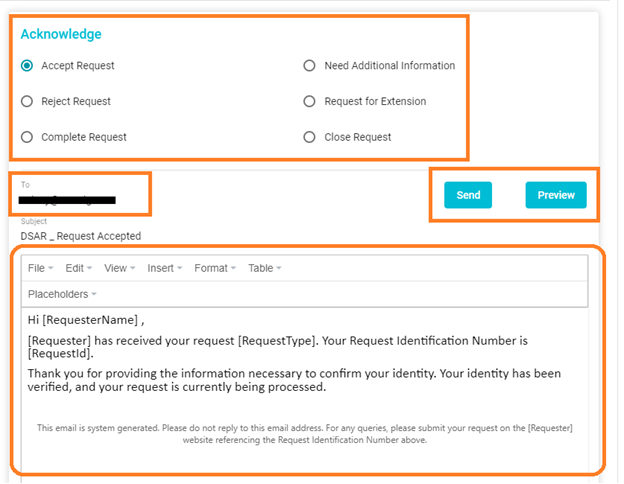 Acknowledge
Accept Request
Need Additional Information
Reject Request
Request for Extension
Complete Request
Close Request
To
Send
Preview
Subject
DSAR _ Request Accepted
File
Edit
View
Insert
Format
Table
Placeholders
Hi [RequesterName] ,
[Requester] has received your request [RequestType]. Your Request Identification Number is
[RequestId].
Thank you for providing the information necessary to confirm your identity. Your identity has been
verified, and your request is currently being processed.
This email is system generated. Please do not reply to this email address. For any queries, please submit your request on the [Requester]
website referencing the Request Identification Number above.